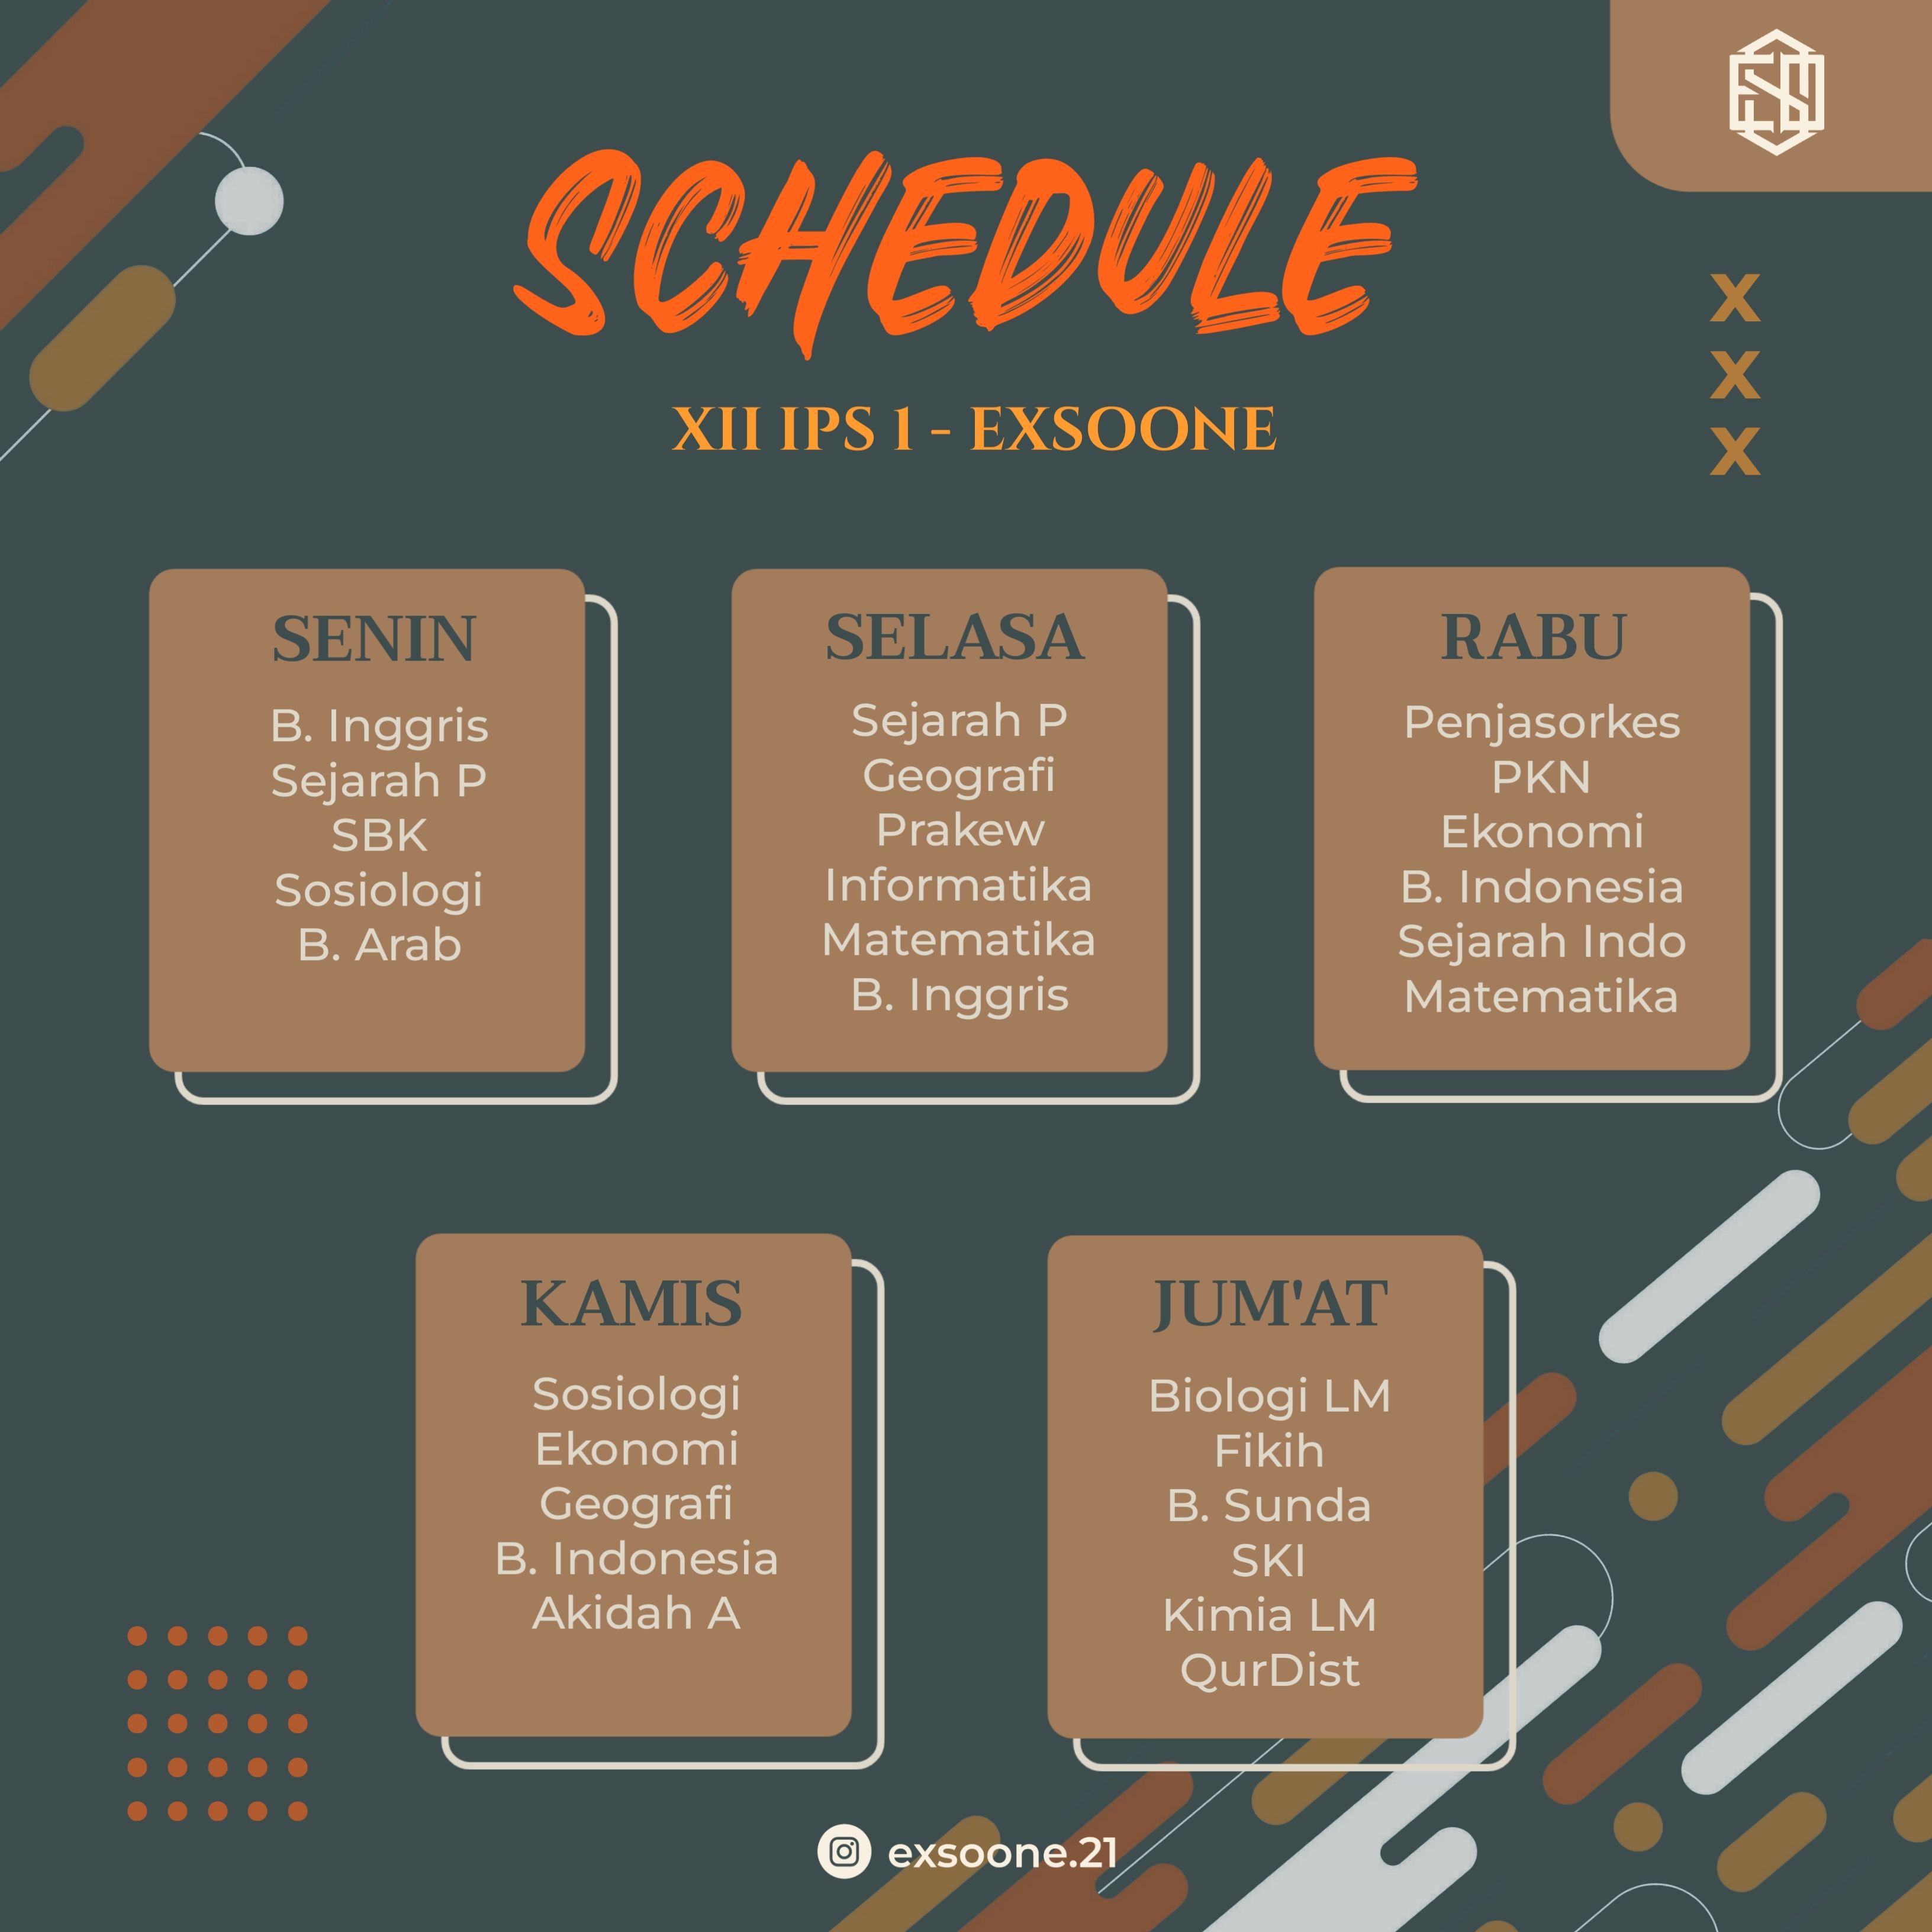 SCHEDULE
XII IPS 1 - EXSOONE
X
X
X
SENIN
B. Inggris
Sejarah P
SBK
Sosiologi
B. Arab
SELASA
Sejarah P
Geografi
Prakew
Informatika
Matematika
B. Inggris
RABU
Penjasorkes
PKN
Ekonomi
B. Indonesia
Sejarah Indo
Matematika
KAMIS
Sosiologi
Ekonomi
Geografi
B. Indonesia
Akidah A
JUM'AT
Biologi LM
Fikih
B. Sunda
SKI
Kimia LM
QurDist
exsoone.21